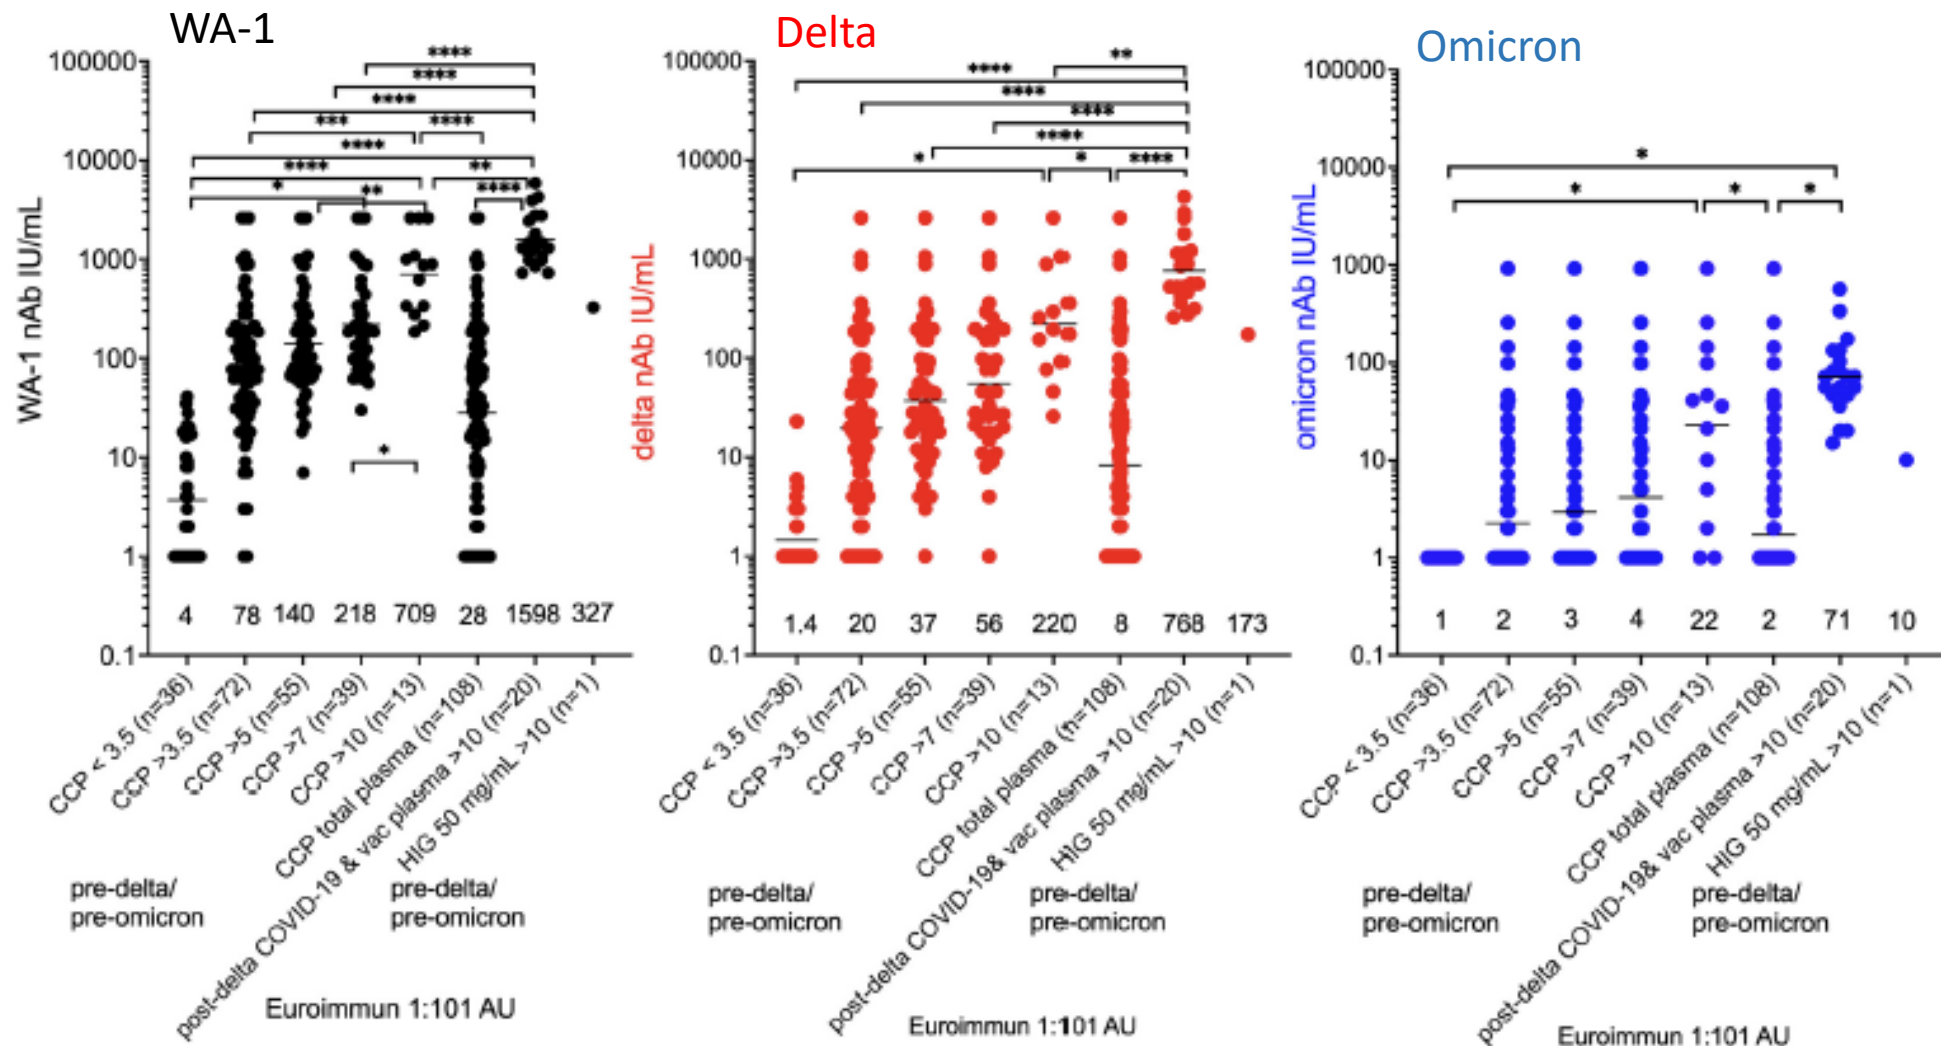 WA-1
Delta
Omicron
WA-1 nAb IU/mL
100000
10000
1000
100
10
1
0.1
****
****
****
***
****
****
****
**
*
**
****
*
4
78
140
218
709
28
1598
327
CCP < 3.5 (n=36)
CCP >3.5 (n=72)
CCP >5 (n=55)
CCP >7 (n=39)
CCP >10 (n=13)
CCP total plasma (n=108)
post-delta COVID-19 & vac plasma >10 (n=20)
HIG 50 mg/mL >10 (n=1)
pre-delta/
pre-omicron
pre-delta/
pre-omicron
Euroimmun 1:101 AU
delta nAb IU/mL
100000
10000
1000
100
10
1
0.1
**
****
****
****
****
*
*
****
1.4
20
37
56
220
8
768
173
CCP < 3.5 (n=36)
CCP >3.5 (n=72)
CCP >5 (n=55)
CCP >7 (n=39)
CCP >10 (n=13)
CCP total plasma (n=108)
post-delta COVID-19& vac plasma >10 (n=20)
HIG 50 mg/mL >10 (n=1)
pre-delta/
pre-omicron
pre-delta/
pre-omicron
Euroimmun 1:101 AU
omicron nAb IU/mL
100000
10000
1000
100
10
1
0.1
*
*
*
*
1
2
3
4
22
2
71
10
CCP < 3.5 (n=36)
CCP >3.5 (n=72)
CCP >5 (n=55)
CCP >7 (n=39)
CCP >10 (n=13)
CCP total plasma (n=108)
post-delta COVID-19& vac plasma >10 (n=20)
HIG 50 mg/mL >10 (n=1)
pre-delta/
pre-omicron
pre-delta/
pre-omicron
Euroimmun 1:101 AU